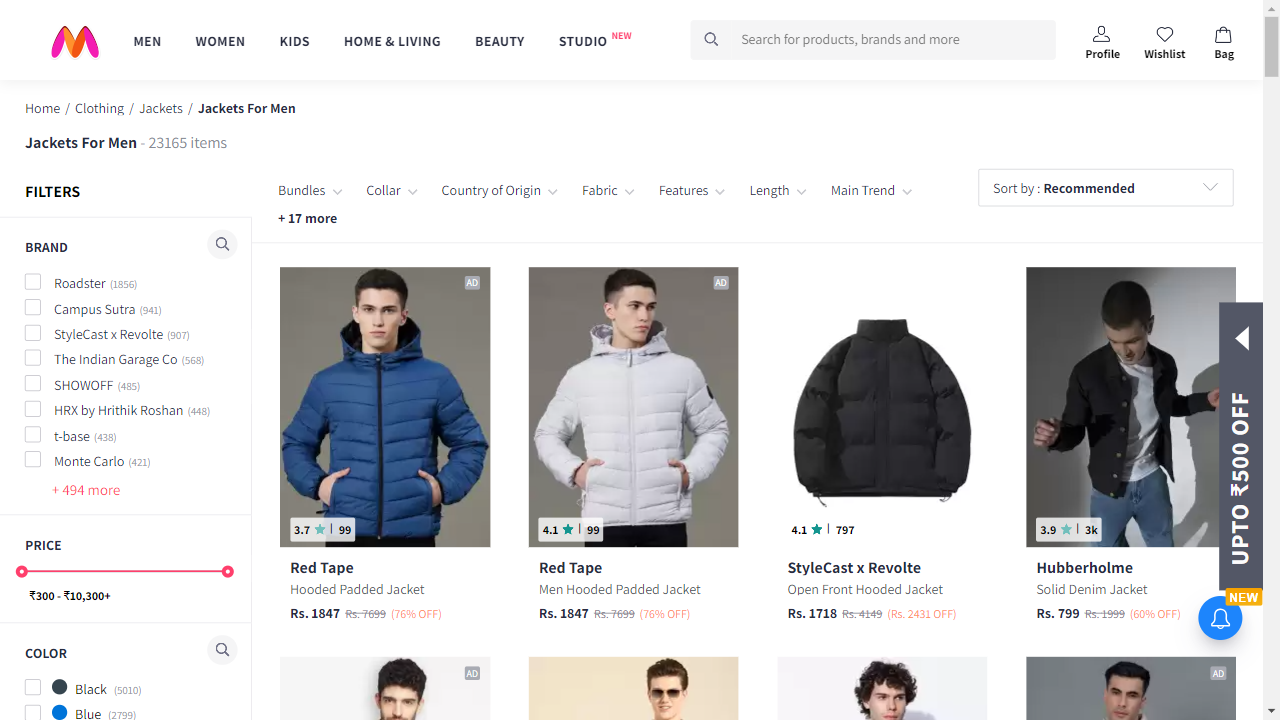 MEN WOMEN KIDS HOME & LIVING BEAUTY STUDIO NEW
Search for products, brands and more
Profile Wishlist Bag
Home / Clothing / Jackets / Jackets For Men
Jackets For Men - 23165 items
FILTERS
Bundles Collar Country of Origin Fabric Features Length Main Trend
+ 17 more
Sort by : Recommended
BRAND
Roadster (1856)
Campus Sutra (941)
StyleCast x Revolte (907)
The Indian Garage Co (568)
SHOWOFF (485)
HRX by Hrithik Roshan (448)
t-base (438)
Monte Carlo (421)
+ 494 more
PRICE
₹300 - ₹10,300+
COLOR
Black (5010)
Blue (2799)
AD
3.7 | 99
Red Tape
Hooded Padded Jacket
Rs. 1847 Rs. 7699 (76% OFF)
AD
4.1 | 99
Red Tape
Men Hooded Padded Jacket
Rs. 1847 Rs. 7699 (76% OFF)
4.1 | 797
StyleCast x Revolte
Open Front Hooded Jacket
Rs. 1718 Rs. 4149 (Rs. 2431 OFF)
3.9 | 3k
Hubberholme
Solid Denim Jacket
Rs. 799 Rs. 1999 (60% OFF)
UPTO ₹500 OFF
NEW
AD
AD